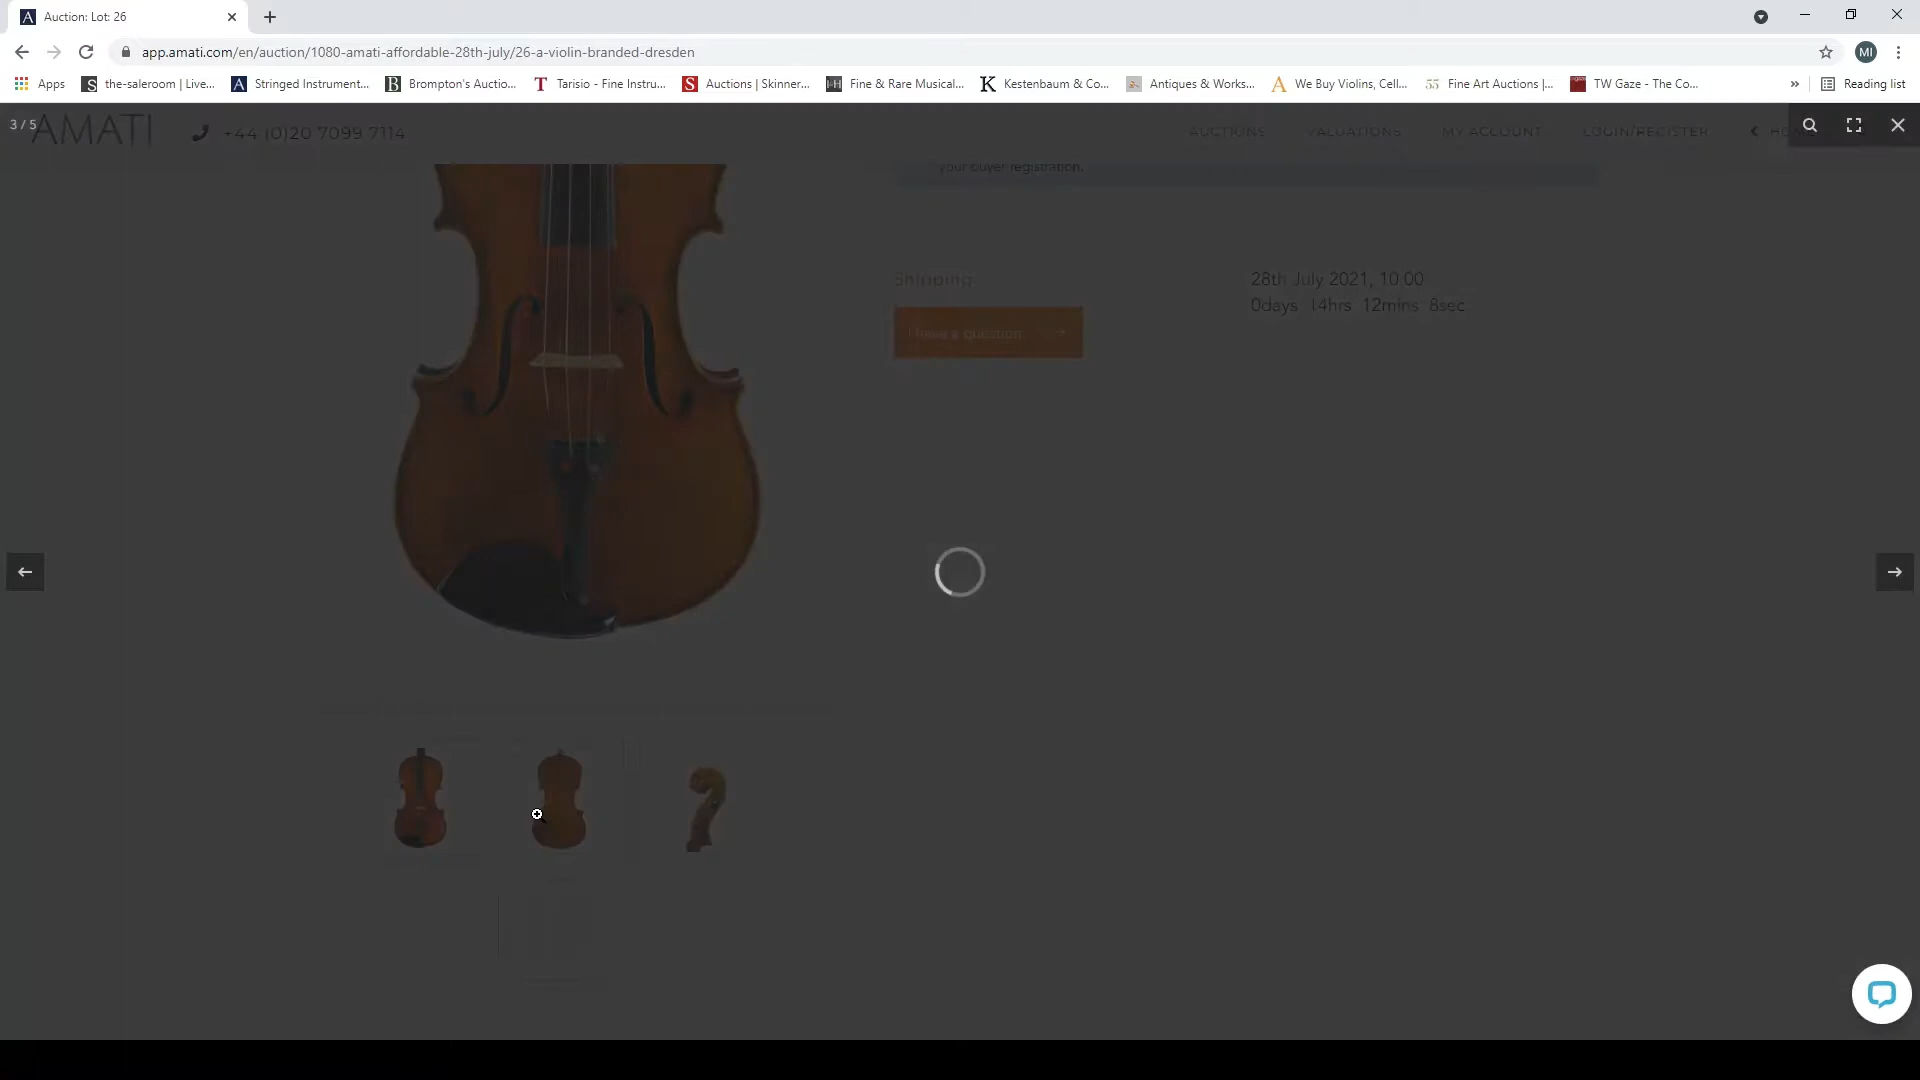 Auction: Lot: 26
MI
app.amati.com/en/auction/1080-amati-affordable-28th-july/26-a-violin-branded-dresden
Apps
the-saleroom | Live...
Stringed Instrument...
Brompton's Auctio...
Tarisio - Fine Instru...
Auctions | Skinner...
Fine & Rare Musical...
Kestenbaum & Co...
Antiques & Works...
We Buy Violins, Cell...
Fine Art Auctions |...
TW Gaze - The Co...
Reading list
3 / 5
AMATI
+44 (0)20 7099 7114
AUCTIONS
VALUATIONS
MY ACCOUNT
LOGIN/REGISTER
your buyer registration.
Shipping
28th July 2021, 10:00
0days 14hrs 12mins 8sec
I have a question